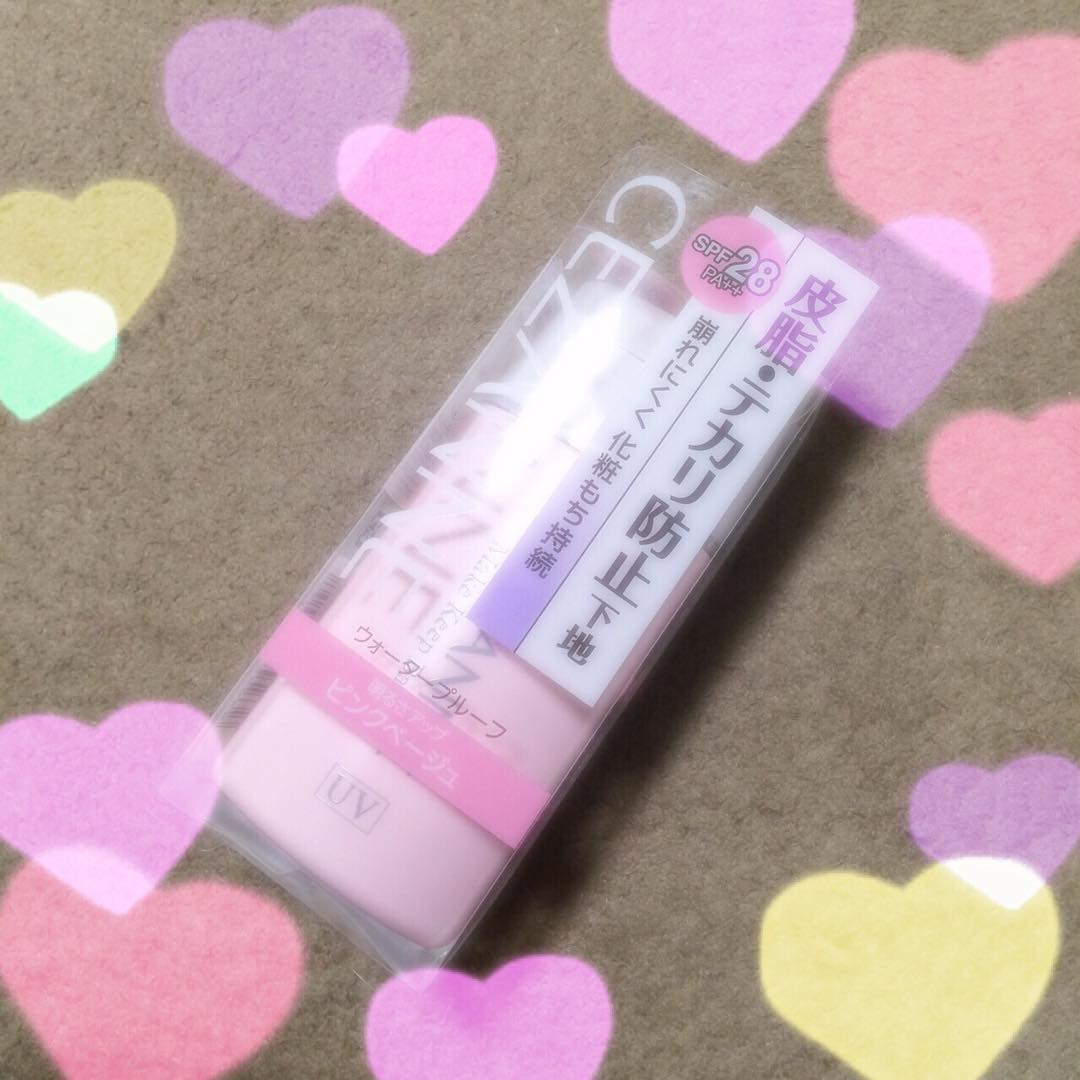 CEZANNE
SPF28
PA++
皮脂・テカリ防止下地
崩れにくく 化粧もち持続
Make Keep
ウォータープルーフ
明るさアップ
ピンクベージュ
UV